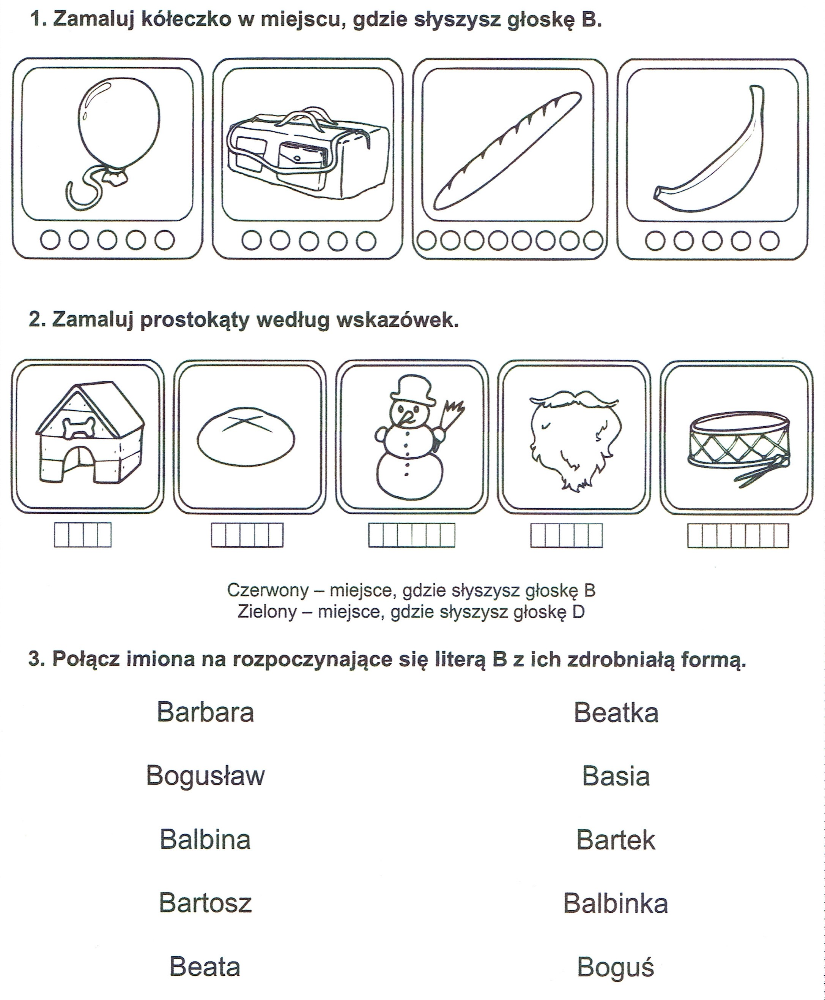 1. Zamaluj kółeczko w miejscu, gdzie słyszysz głoskę B.
2. Zamaluj prostokąty według wskazówek.
Czerwony – miejsce, gdzie słyszysz głoskę B
Zielony – miejsce, gdzie słyszysz głoskę D
3. Połącz imiona na rozpoczynające się literą B z ich zdrobniałą formą.
Barbara Beatka
Bogusław Basia
Balbina Bartek
Bartosz Balbinka
Beata Boguś